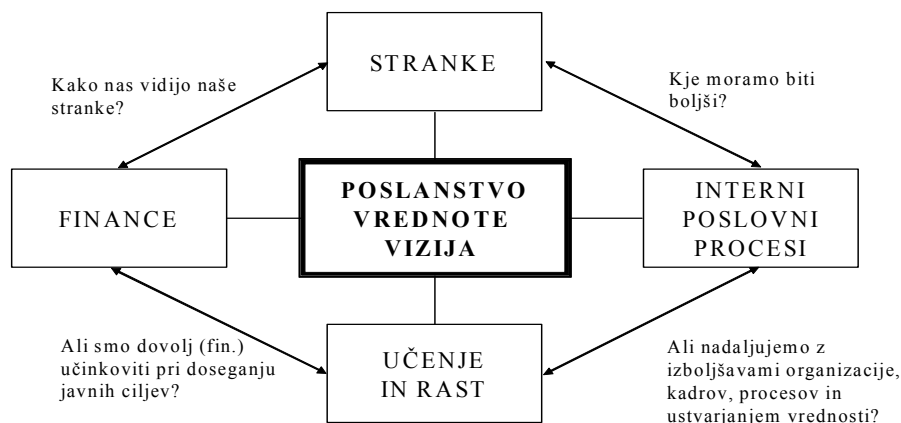 STRANKE
Kako nas vidijo naše
stranke?
Kje moramo biti
boljši?
FINANCE
POSLANSTVO
VREDNOTE
VIZIJA
INTERNI
POSLOVNI
PROCESI
Ali smo dovolj (fin.)
učinkoviti pri doseganju
javnih ciljev?
UČENJE
IN RAST
Ali nadaljujemo z
izboljšavami organizacije,
kadrov, procesov in
ustvarjanjem vrednosti?